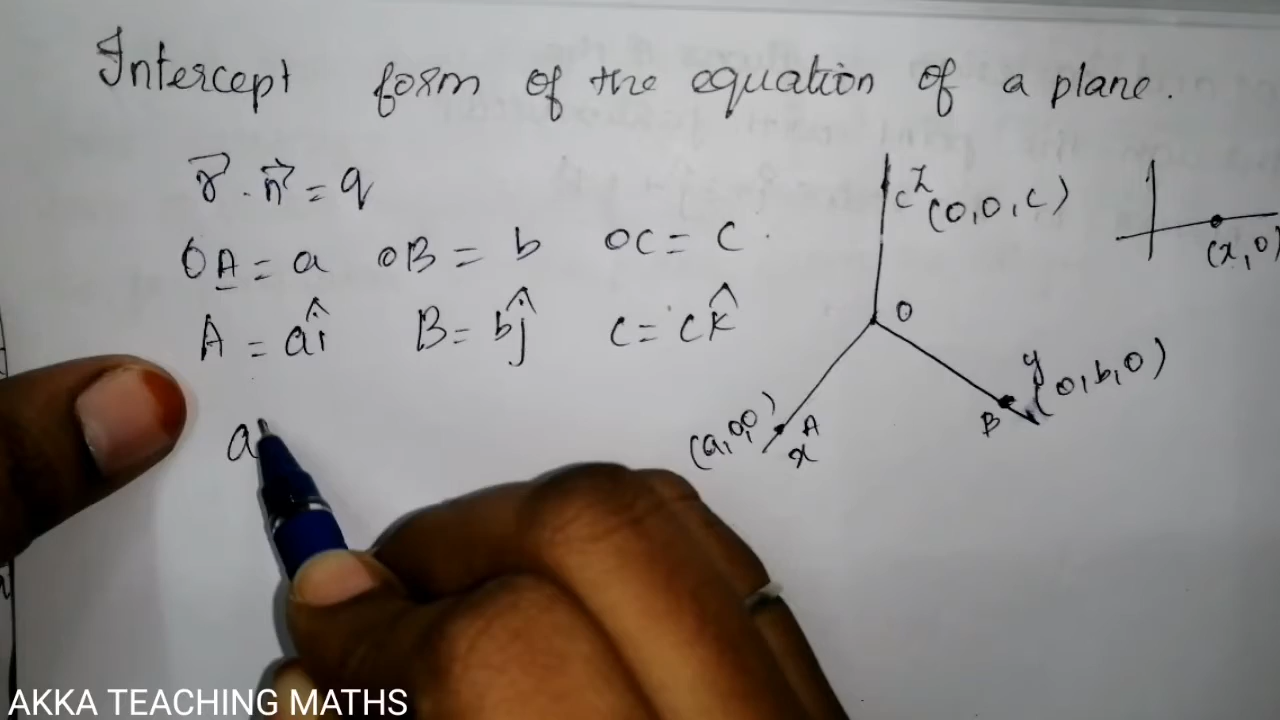 Intercept form of the equation of a plane.
r⃗ . n⃗ = q
OA = a OB = b OC = c
A = aî B = bĵ C = ck̂
a
z
C (0,0,c)
O
(x,0)
y
(0,b,0)
B
(a,0,0)
A
x
AKKA TEACHING MATHS